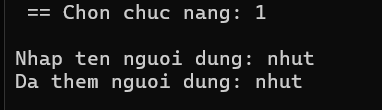 == Chon chuc nang: 1
Nhap ten nguoi dung: nhut
Da them nguoi dung: nhut